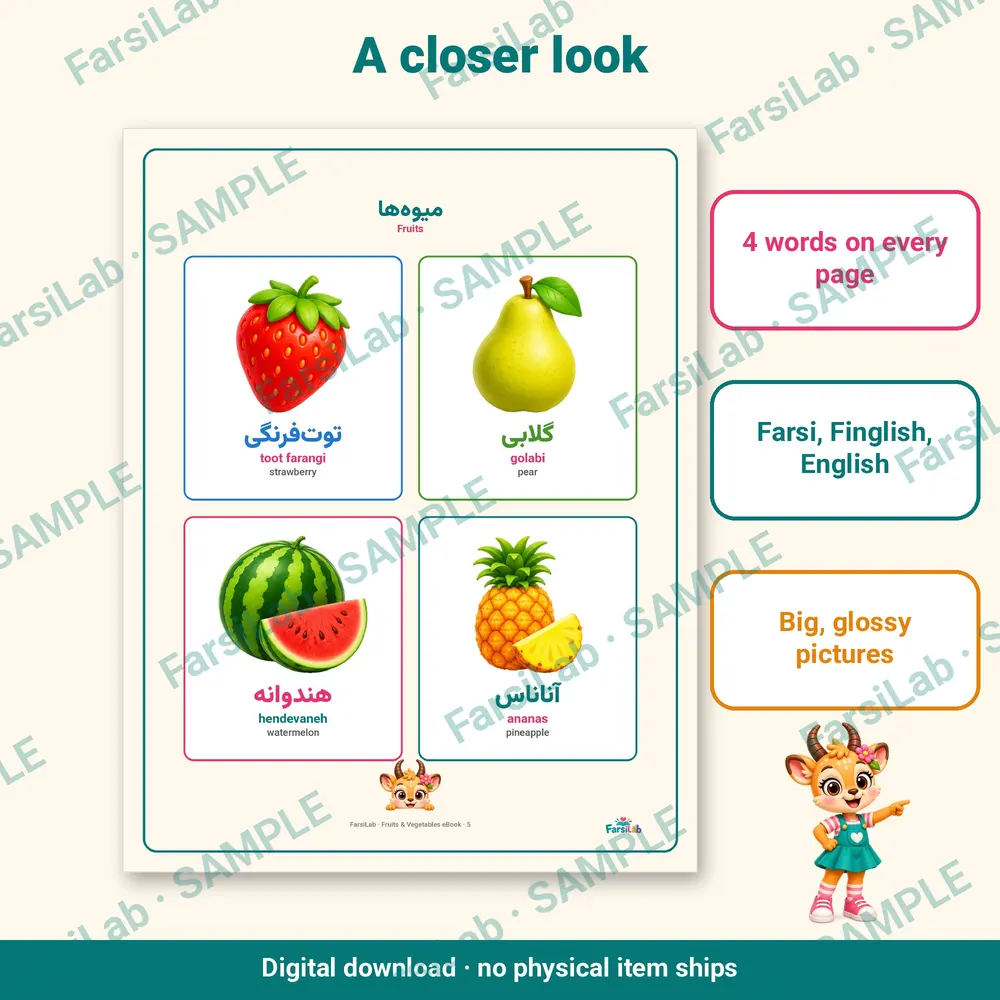 A closer look
میوه‌ها
Fruits
توت‌فرنگی
toot farangi
strawberry
گلابی
golabi
pear
هندوانه
hendevaneh
watermelon
آناناس
ananas
pineapple
FarsiLab · Fruits & Vegetables eBook · 5
FarsiLab
4 words on every
page
Farsi, Finglish,
English
Big, glossy
pictures
Digital download · no physical item ships
FarsiLab · SAMPLE